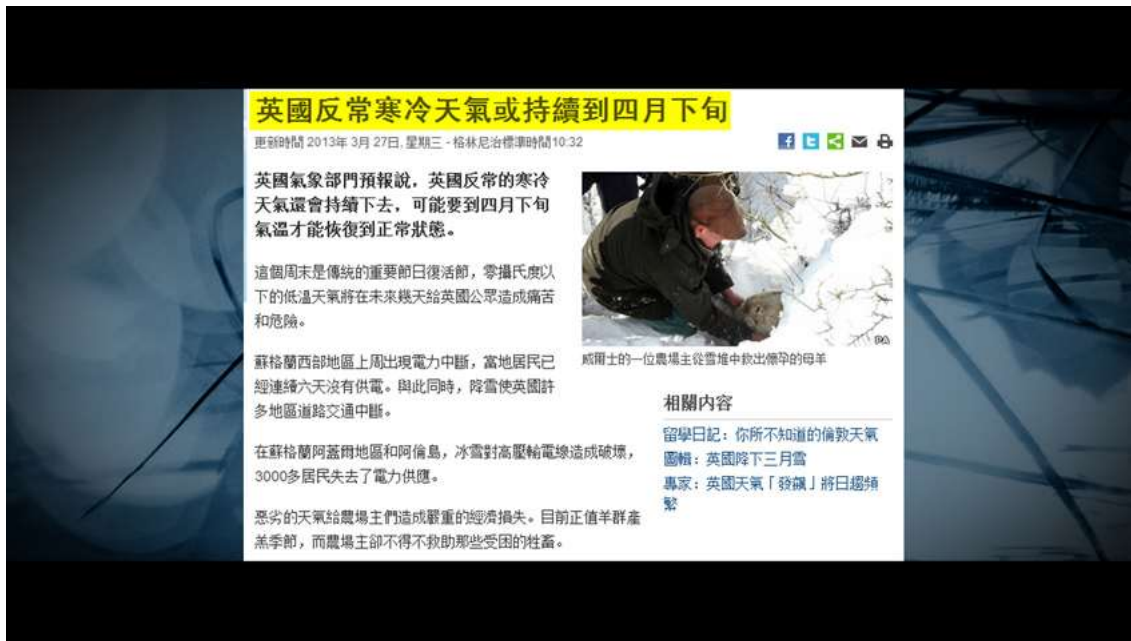 英國反常寒冷天氣或持續到四月下旬
更新時間 2013年 3月 27日, 星期三 - 格林尼治標準時間10:32
英國氣象部門預報說，英國反常的寒冷
天氣還會持續下去，可能要到四月下旬
氣溫才能恢復到正常狀態。
這個周末是傳統的重要節日復活節，零攝氏度以
下的低溫天氣將在未來幾天給英國公眾造成痛苦
和危險。
蘇格蘭西部地區上周出現電力中斷，當地居民已
經連續六天沒有供電。與此同時，降雪使英國許
多地區道路交通中斷。
在蘇格蘭阿蓋爾地區和阿倫島，冰雪對高壓輸電線造成破壞，
3000多居民失去了電力供應。
惡劣的天氣給農場主們造成嚴重的經濟損失。目前正值羊群產
羔季節，而農場主卻不得不救助那些受困的牲畜。
PA
威爾士的一位農場主從雪堆中救出懷孕的母羊
相關内容
留學日記：你所不知道的倫敦天氣
圖輯：英國降下三月雪
專家：英國天氣「發飆」將日趨頻
繁